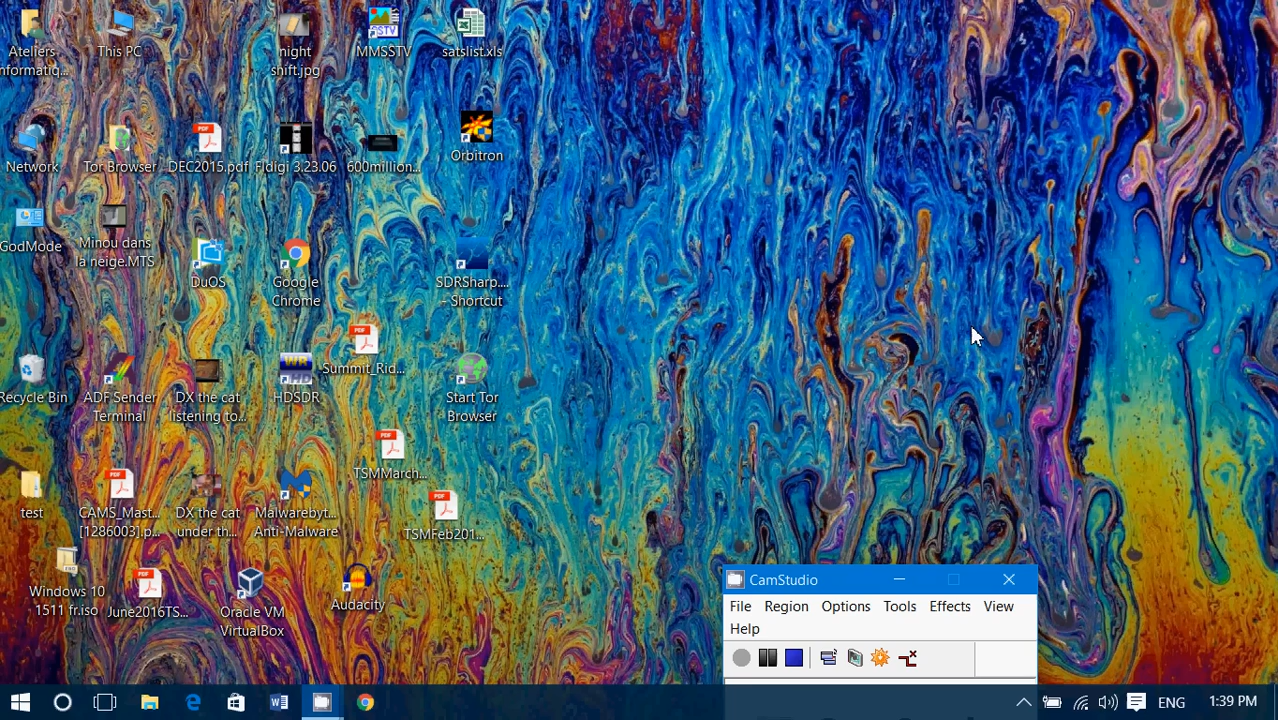 Ateliers
nformatiq...
This PC
night
shift.jpg
MMSSTV
satslist.xls
Network
Tor Browser
DEC2015.pdf
Fldigi 3.23.06
600million...
Orbitron
GodMode
Minou dans
la neige.MTS
DuOS
Google
Chrome
SDRSharp....
– Shortcut
Summit_Rid...
Recycle Bin
ADF Sender
Terminal
DX the cat
listening to...
HDSDR
Start Tor
Browser
TSMMarch...
test
CAMS_Mast...
[1286003].p...
DX the cat
under th...
Malwarebyt...
Anti-Malware
TSMFeb201...
Windows 10
1511 fr.iso
June2016TS...
Oracle VM
VirtualBox
Audacity
CamStudio
File Region Options Tools Effects View
Help
ENG 1:39 PM